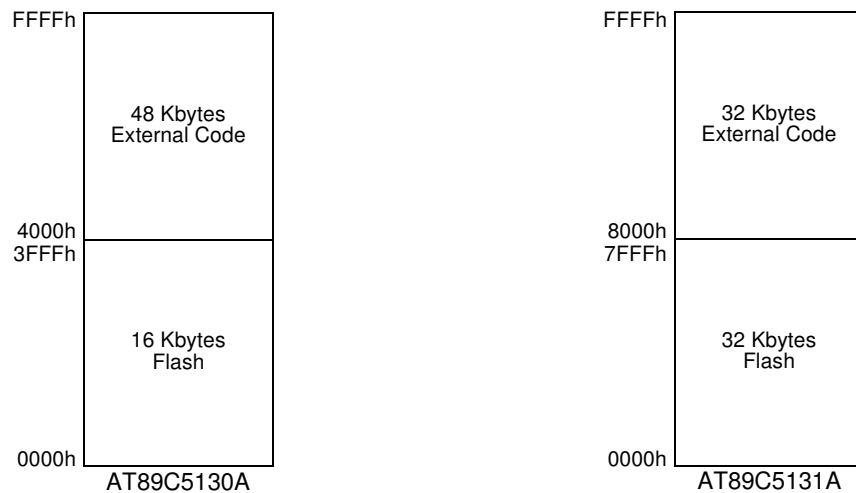 FFFFh
48 Kbytes
External Code
4000h
3FFFh
16 Kbytes
Flash
0000h
AT89C5130A
FFFFh
32 Kbytes
External Code
8000h
7FFFh
32 Kbytes
Flash
0000h
AT89C5131A